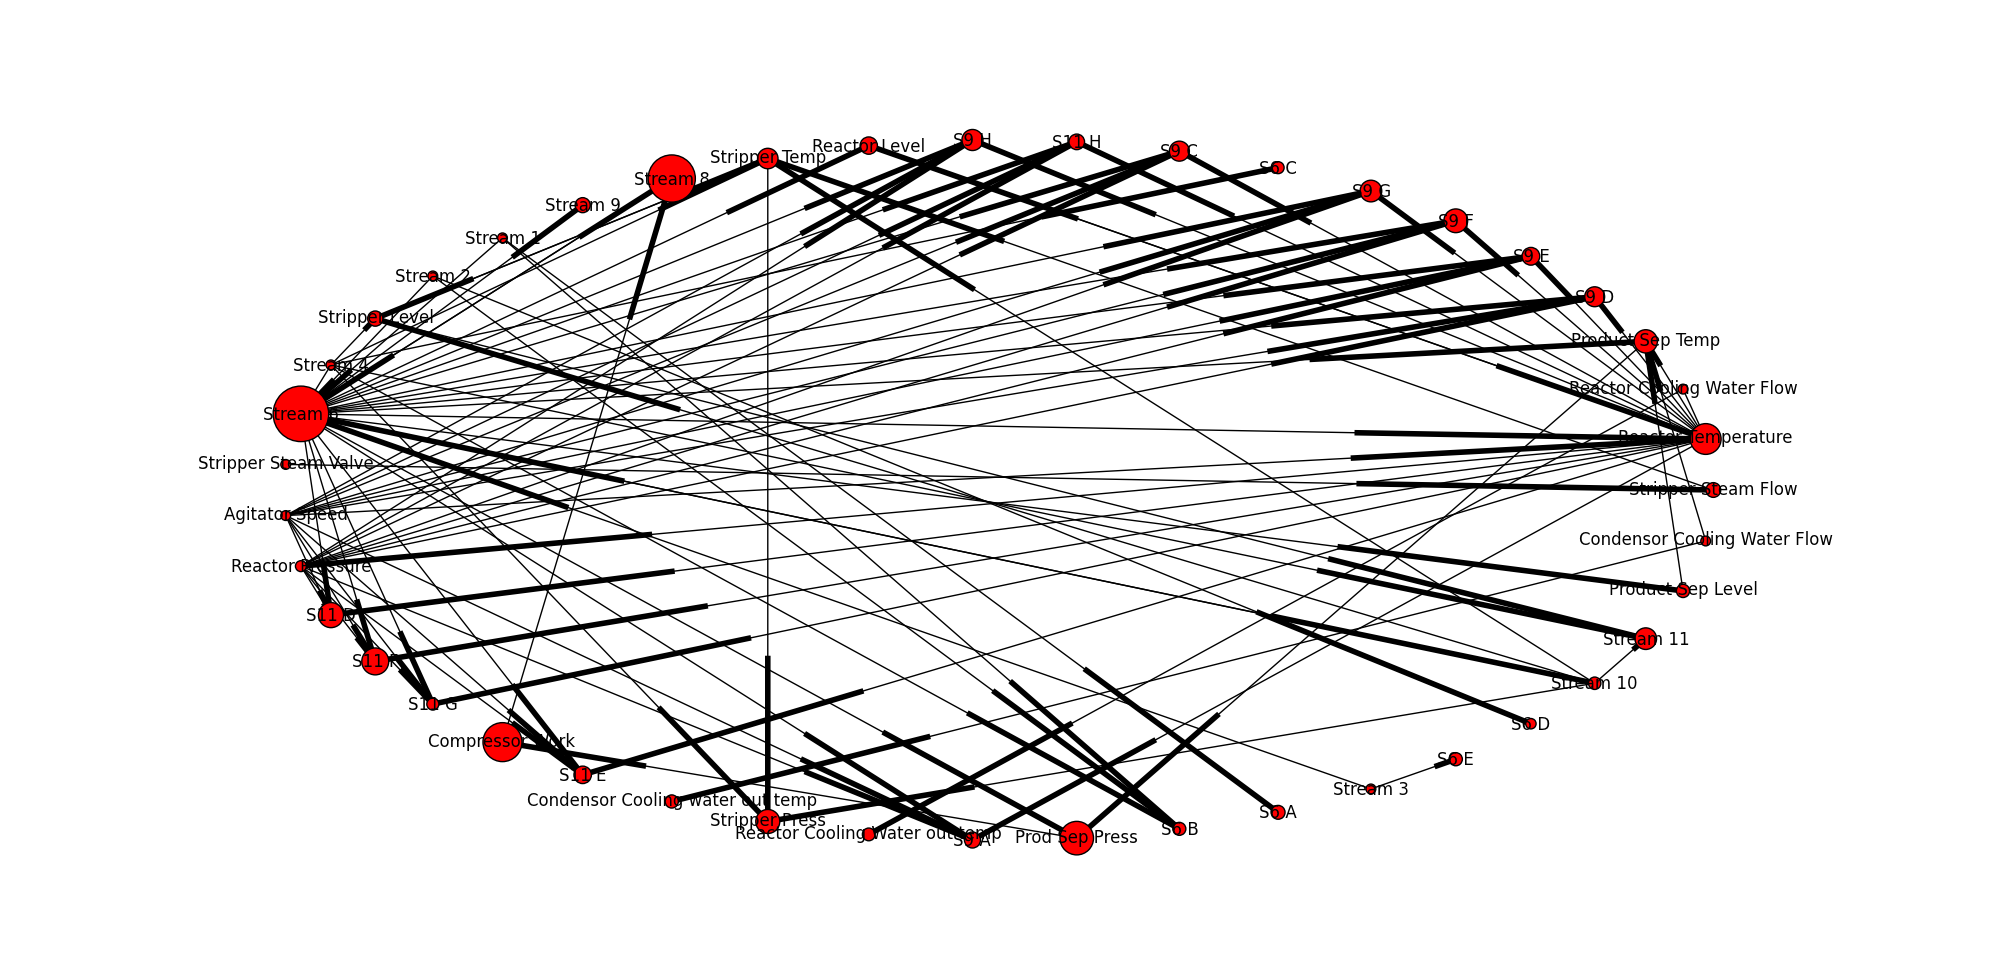 S9 H
S11 H
Reactor Level
S9 C
Stripper Temp
S6 C
Stream 8
S9 G
Stream 9
S9 F
Stream 1
S9 E
Stream 2
S9 D
Stripper Level
Product Sep Temp
Stream 4
Reactor Cooling Water Flow
Stream 6
Reactor Temperature
Stripper Steam Valve
Stripper Steam Flow
Agitator Speed
Condensor Cooling Water Flow
Reactor Pressure
Product Sep Level
S11 D
Stream 11
S11 F
Stream 10
S11 G
S6 D
Compressor Work
S6 E
S11 E
Stream 3
Condensor Cooling water out temp
S6 A
Stripper Press
S6 B
Reactor Cooling Water out temp
S9 A
Prod Sep Press